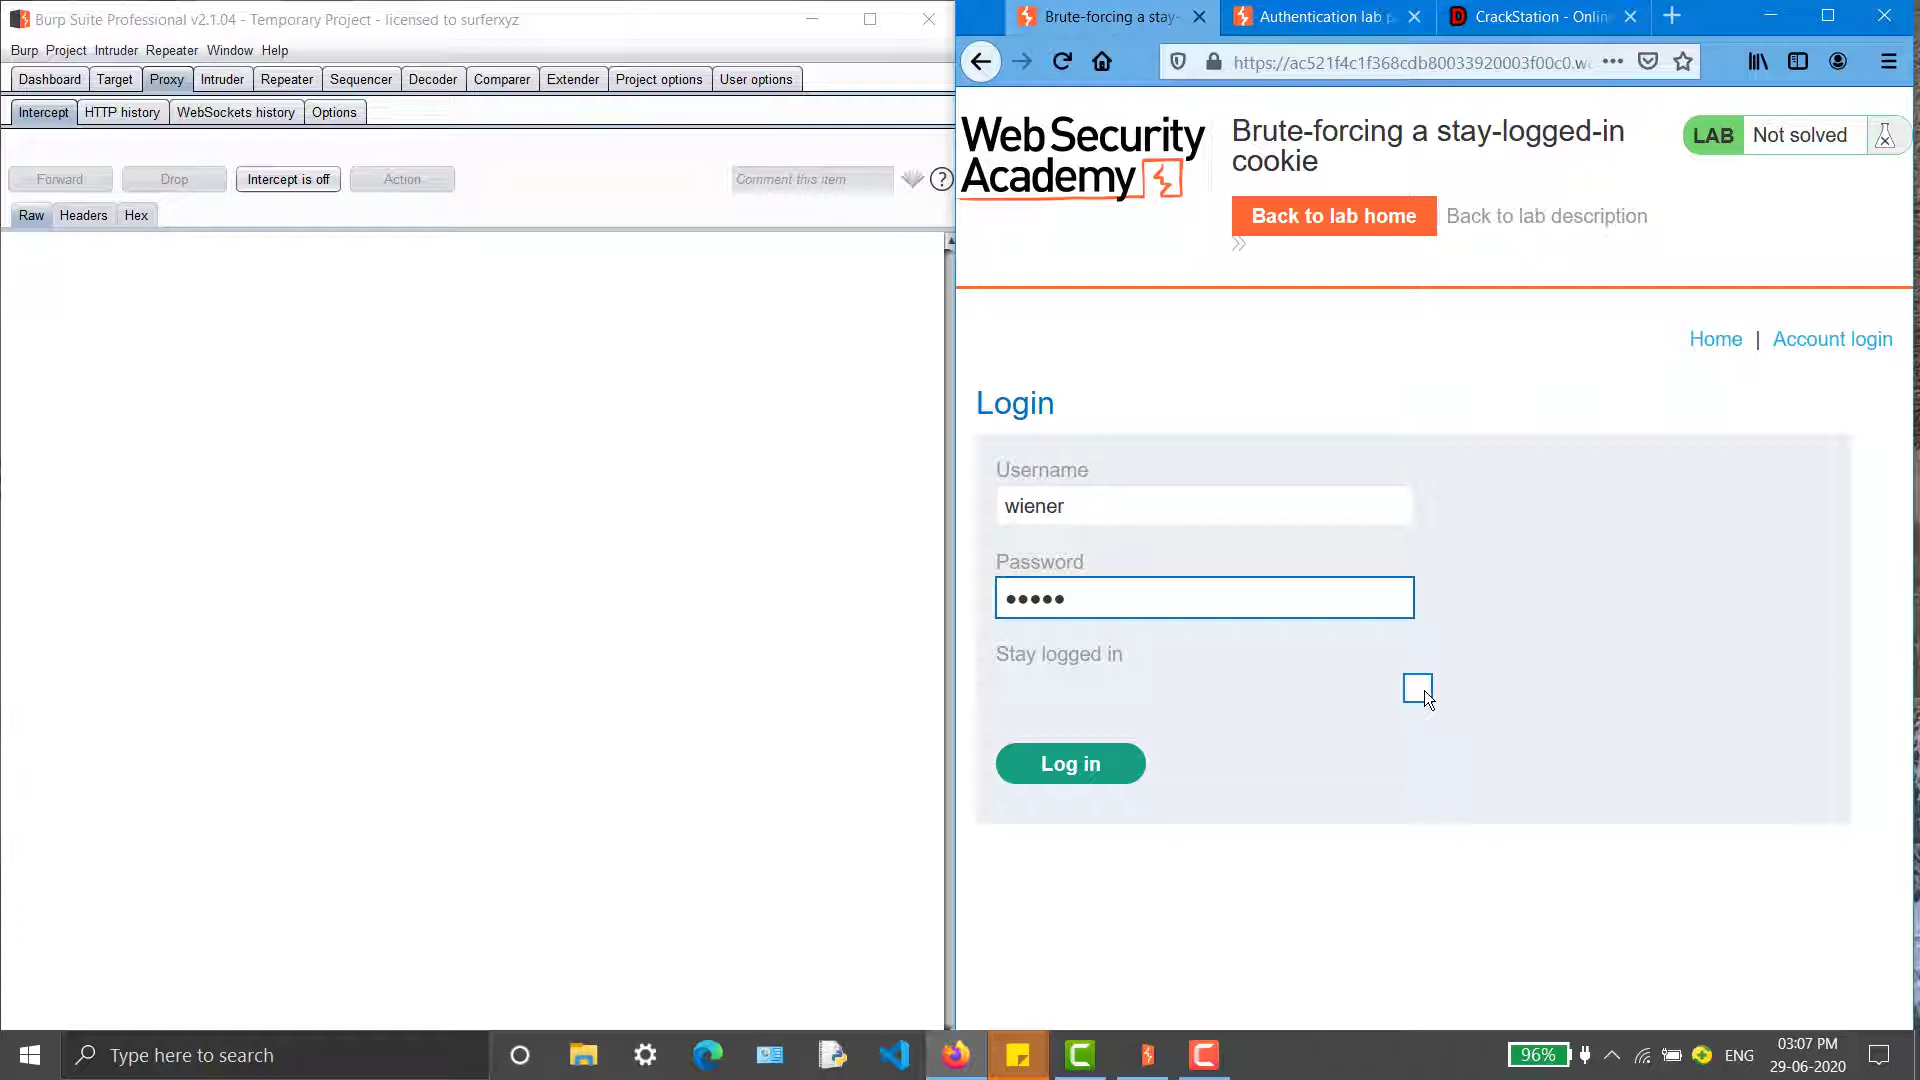 Burp Suite Professional v2.1.04 - Temporary Project - licensed to surferxyz
Burp Project Intruder Repeater Window Help
Dashboard Target Proxy Intruder Repeater Sequencer Decoder Comparer Extender Project options User options
Intercept HTTP history WebSockets history Options
Forward Drop Intercept is off Action Comment this item ?
Raw Headers Hex
Brute-forcing a stay- Authentication lab CrackStation - Onlin
https://ac521f4c1f368cdb80033920003f00c0.w
Web Security
Academy
Brute-forcing a stay-logged-in
cookie
LAB Not solved
Back to lab home Back to lab description
Home | Account login
Login
Username
wiener
Password
Stay logged in
Log in
Type here to search
96%
ENG
03:07 PM
29-06-2020